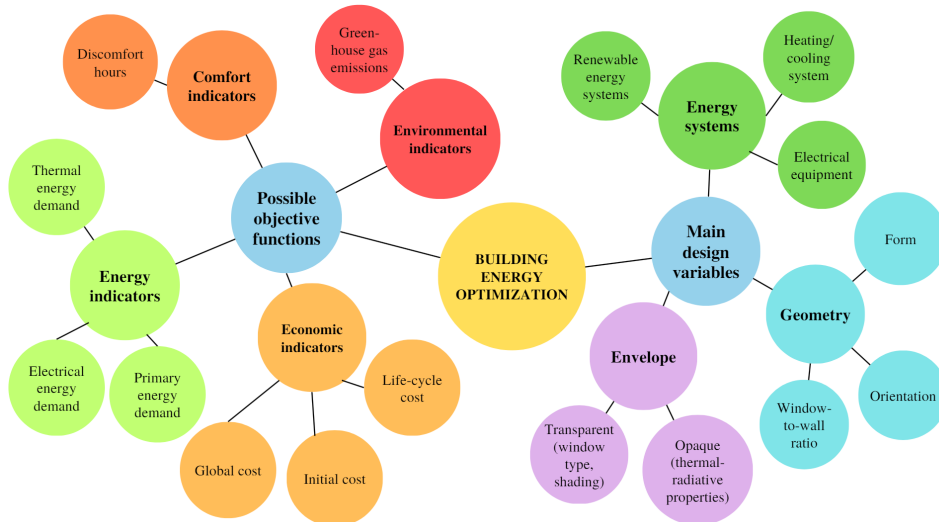 Discomfort
hours
Comfort
indicators
Green-
house gas
emissions
Environmental
indicators
Thermal
energy
demand
Possible
objective
functions
Energy
indicators
Electrical
energy
demand
Primary
energy
demand
Economic
indicators
Life-cycle
cost
Global cost
Initial cost
BUILDING
ENERGY
OPTIMIZATION
Renewable
energy
systems
Heating/
cooling
system
Energy
systems
Electrical
equipment
Main
design
variables
Form
Geometry
Orientation
Window-
to-wall
ratio
Envelope
Transparent
(window
type,
shading)
Opaque
(thermal-
radiative
properties)